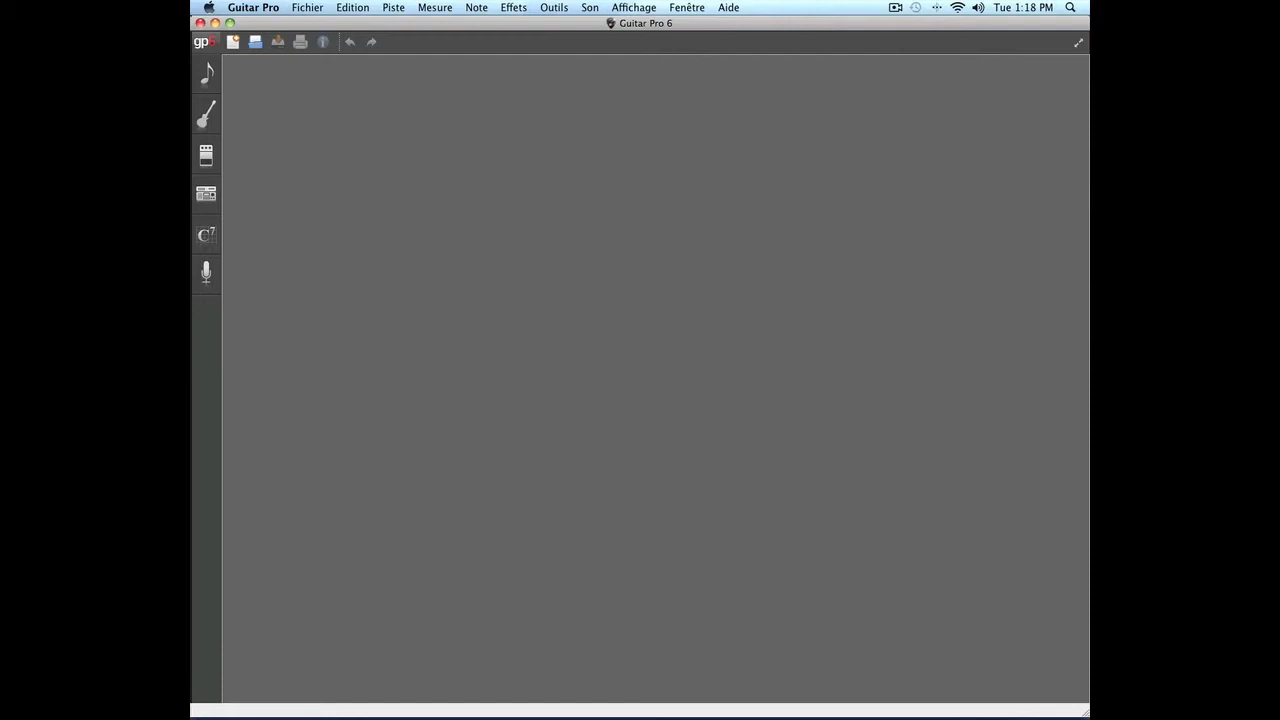 Guitar Pro Fichier Edition Piste Mesure Note Effets Outils Son Affichage Fenêtre Aide Tue 1:18 PM
Guitar Pro 6
gp6
C7